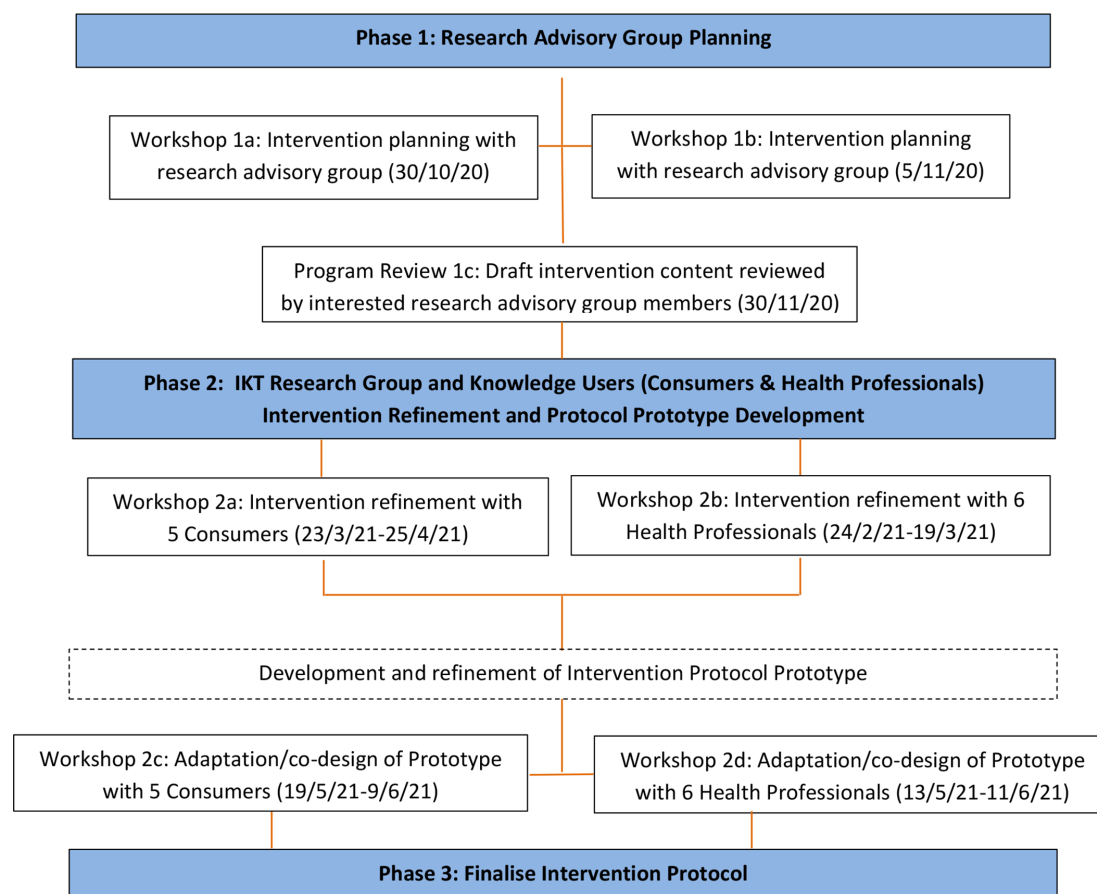 Phase 1: Research Advisory Group Planning
Workshop 1a: Intervention planning with
research advisory group (30/10/20)
Workshop 1b: Intervention planning
with research advisory group (5/11/20)
Program Review 1c: Draft intervention content reviewed
by interested research advisory group members (30/11/20)
Phase 2:  IKT Research Group and Knowledge Users (Consumers & Health Professionals)
Intervention Refinement and Protocol Prototype Development
Workshop 2a: Intervention refinement with
5 Consumers (23/3/21-25/4/21)
Workshop 2b: Intervention refinement with 6
Health Professionals (24/2/21-19/3/21)
Development and refinement of Intervention Protocol Prototype
Workshop 2c: Adaptation/co-design of Prototype
with 5 Consumers (19/5/21-9/6/21)
Workshop 2d: Adaptation/co-design of Prototype
with 6 Health Professionals (13/5/21-11/6/21)
Phase 3: Finalise Intervention Protocol